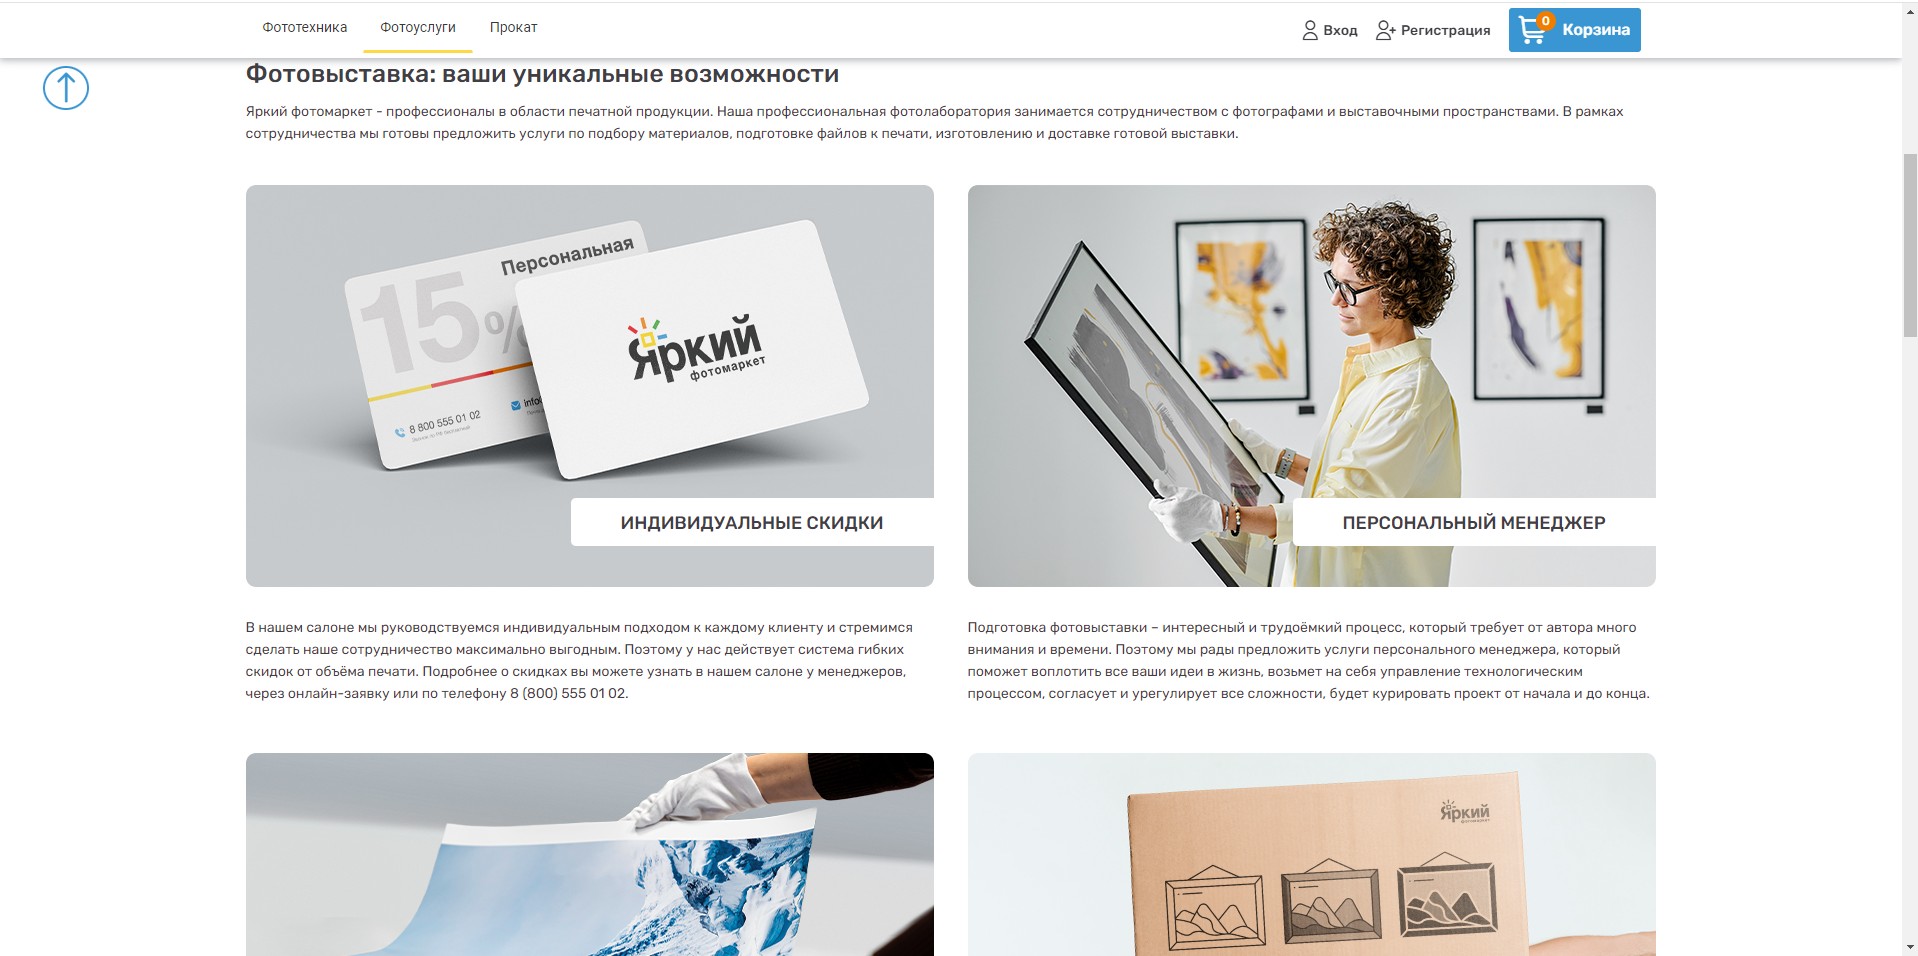 Фототехника
Фотоуслуги
Прокат
Вход
Регистрация
0
Корзина
Фотовыставка: ваши уникальные возможности
Яркий фотомаркет - профессионалы в области печатной продукции. Наша профессиональная фотолаборатория занимается сотрудничеством с фотографами и выставочными пространствами. В рамках
сотрудничества мы готовы предложить услуги по подбору материалов, подготовке файлов к печати, изготовлению и доставке готовой выставки.
Персональная
15%
8 800 555 01 02
info
Яркий
фотомаркет
ИНДИВИДУАЛЬНЫЕ СКИДКИ
ПЕРСОНАЛЬНЫЙ МЕНЕДЖЕР
В нашем салоне мы руководствуемся индивидуальным подходом к каждому клиенту и стремимся
сделать наше сотрудничество максимально выгодным. Поэтому у нас действует система гибких
скидок от объёма печати. Подробнее о скидках вы можете узнать в нашем салоне у менеджеров,
через онлайн-заявку или по телефону 8 (800) 555 01 02.
Подготовка фотовыставки – интересный и трудоёмкий процесс, который требует от автора много
внимания и времени. Поэтому мы рады предложить услуги персонального менеджера, который
поможет воплотить все ваши идеи в жизнь, возьмет на себя управление технологическим
процессом, согласует и урегулирует все сложности, будет курировать проект от начала и до конца.
Яркий
фотомаркет